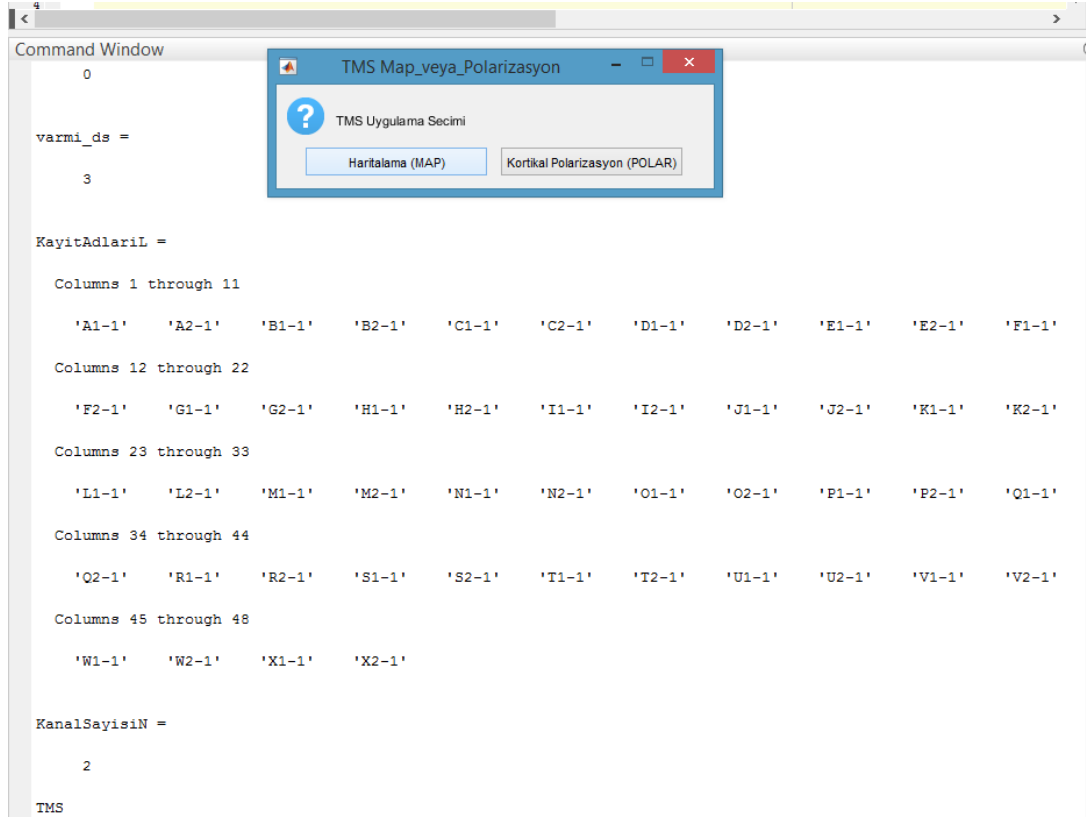 4
Command Window
TMS Map_veya_Polarizasyon
TMS Uygulama Secimi
Haritalama (MAP) Kortikal Polarizasyon (POLAR)
0
varmi_ds =
3
KayitAdlariL =
Columns 1 through 11
'A1-1' 'A2-1' 'B1-1' 'B2-1' 'C1-1' 'C2-1' 'D1-1' 'D2-1' 'E1-1' 'E2-1' 'F1-1'
Columns 12 through 22
'F2-1' 'G1-1' 'G2-1' 'H1-1' 'H2-1' 'I1-1' 'I2-1' 'J1-1' 'J2-1' 'K1-1' 'K2-1'
Columns 23 through 33
'L1-1' 'L2-1' 'M1-1' 'M2-1' 'N1-1' 'N2-1' 'O1-1' 'O2-1' 'P1-1' 'P2-1' 'Q1-1'
Columns 34 through 44
'Q2-1' 'R1-1' 'R2-1' 'S1-1' 'S2-1' 'T1-1' 'T2-1' 'U1-1' 'U2-1' 'V1-1' 'V2-1'
Columns 45 through 48
'W1-1' 'W2-1' 'X1-1' 'X2-1'
KanalSayisiN =
2
TMS